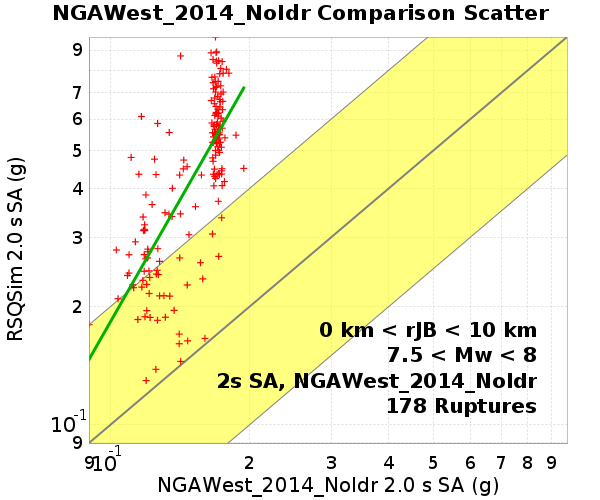 NGAWest_2014_NoIdr Comparison Scatter
RSQSim 2.0 s SA (g)
9
7
6
5
4
3
2
10^-1
9
0 km < rJB < 10 km
7.5 < Mw < 8
2s SA, NGAWest_2014_NoIdr
178 Ruptures
9 10^-1 2 3 4 5 6 7 8 9
NGAWest_2014_NoIdr 2.0 s SA (g)